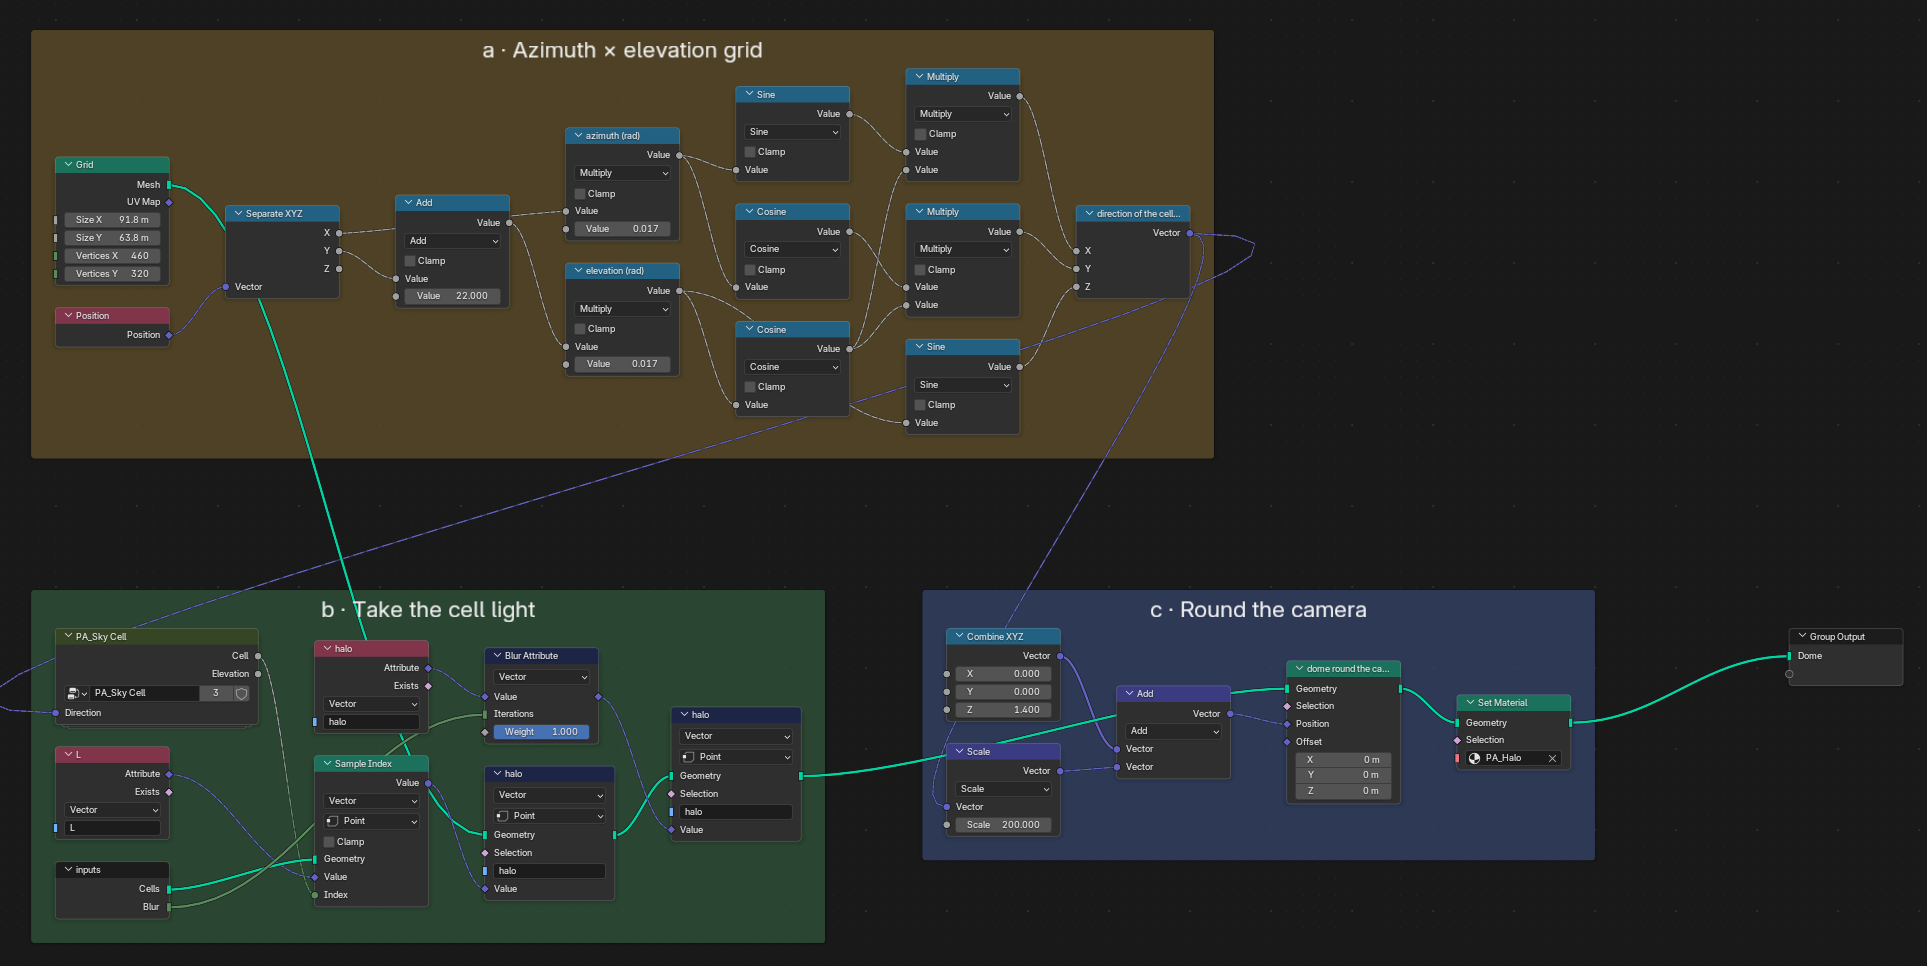 a · Azimuth × elevation grid
Grid
Mesh
UV Map
Size X 91.8 m
Size Y 63.8 m
Vertices X 460
Vertices Y 320
Position
Position
Separate XYZ
X
Y
Z
Vector
Add
Value
Add
Clamp
Value
Value 22.000
azimuth (rad)
Value
Multiply
Clamp
Value
Value 0.017
elevation (rad)
Value
Multiply
Clamp
Value
Value 0.017
Sine
Value
Sine
Clamp
Value
Cosine
Value
Cosine
Clamp
Value
Cosine
Value
Cosine
Clamp
Value
Multiply
Value
Multiply
Clamp
Value
Value
Multiply
Value
Multiply
Clamp
Value
Value
Sine
Value
Sine
Clamp
Value
direction of the cell...
Vector
X
Y
Z
b · Take the cell light
PA_Sky Cell
Cell
Elevation
PA_Sky Cell 3
Direction
L
Attribute
Exists
Vector
L
inputs
Cells
Blur
halo
Attribute
Exists
Vector
halo
Sample Index
Value
Vector
Point
Clamp
Geometry
Value
Index
Blur Attribute
Vector
Value
Iterations
Weight 1.000
halo
Vector
Point
Geometry
Selection
halo
Value
halo
Vector
Point
Geometry
Selection
halo
Value
c · Round the camera
Combine XYZ
Vector
X 0.000
Y 0.000
Z 1.400
Scale
Vector
Scale
Vector
Scale 200.000
Add
Vector
Add
Vector
Vector
dome round the ca...
Geometry
Selection
Position
Offset
X 0 m
Y 0 m
Z 0 m
Set Material
Geometry
Selection
PA_Halo
Group Output
Dome